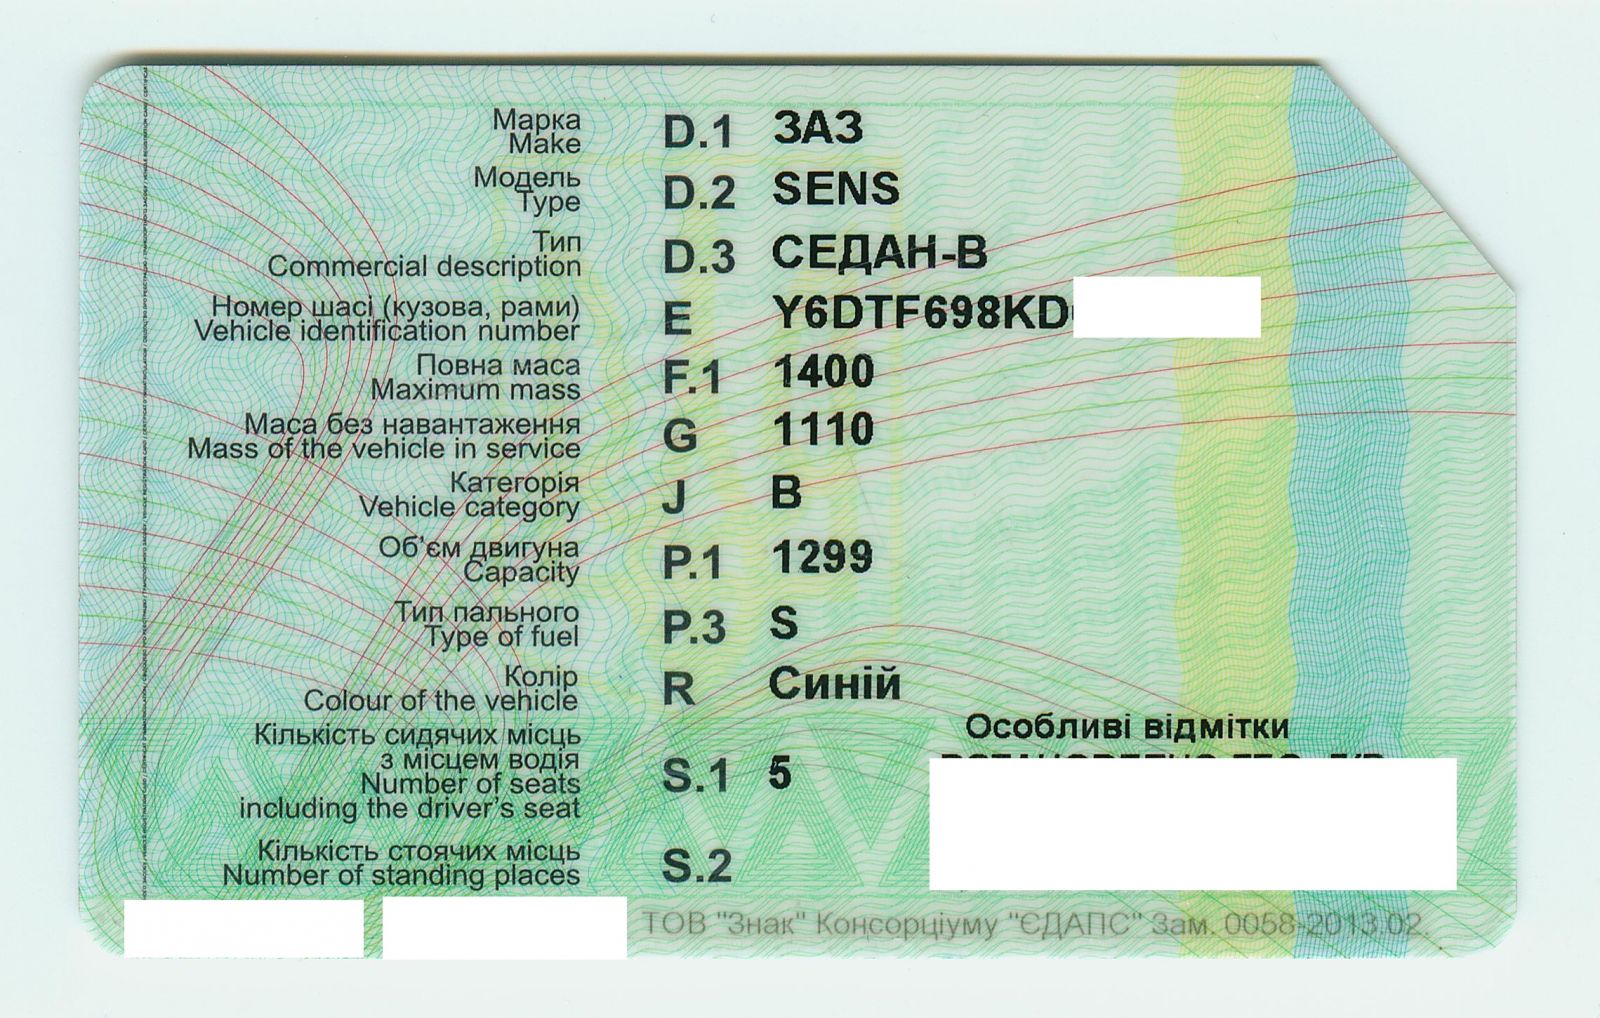 Марка
Make D.1 ЗАЗ
Модель
Type D.2 SENS
Тип
Commercial description D.3 СЕДАН-В
Номер шасі (кузова, рами)
Vehicle identification number E Y6DTF698KD
Повна маса
Maximum mass F.1 1400
Маса без навантаження
Mass of the vehicle in service G 1110
Категорія
Vehicle category J B
Об'єм двигуна
Capacity P.1 1299
Тип пального
Type of fuel P.3 S
Колір
Colour of the vehicle R Синій
Кількість сидячих місць
з місцем водія
Number of seats
including the driver's seat S.1 5
Особливі відмітки
Кількість стоячих місць
Number of standing places S.2
ТОВ "Знак" Консорціуму "ЄДАПС" Зам. 0058-2013.02.